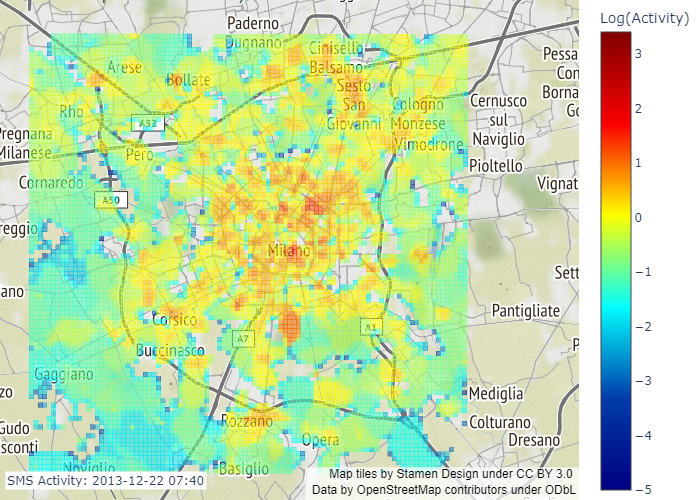 Log(Activity)
Paderno
Dugnano
Cinisello
Balsamo
Arese
Bollate
Sesto
San
Giovanni
Cologno
Monzese
Vimodrone
Pessa
Con
Borna
Go
Cernusco
sul
Naviglio
Rho
A52
Pregnana
Milanese
Pero
Pioltello
Cornaredo
A50
Vignat
reggio
Milano
ano
Sett
Pantigliate
Corsico
A7
A1
Buccinasco
P
Gaggiano
zo
Mediglia
Rozzano
Colturano
Gudo
sconti
Opera
Dresano
Noviglio
Basiglio
SMS Activity: 2013-12-22 07:40
Map tiles by Stamen Design under CC BY 3.0
Data by OpenStreetMap contributors under ODbL
3
2
1
0
−1
−2
−3
−4
−5